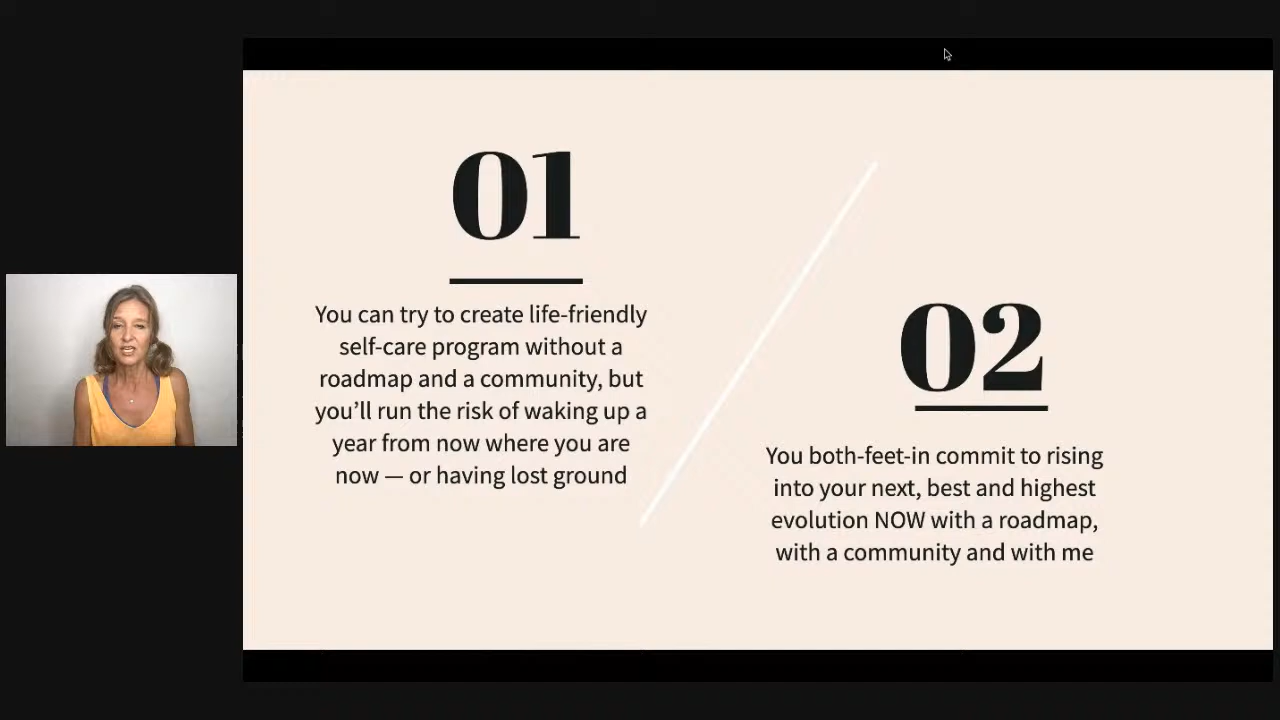 01
You can try to create life-friendly
self-care program without a
roadmap and a community, but
you’ll run the risk of waking up a
year from now where you are
now — or having lost ground
02
You both-feet-in commit to rising
into your next, best and highest
evolution NOW with a roadmap,
with a community and with me